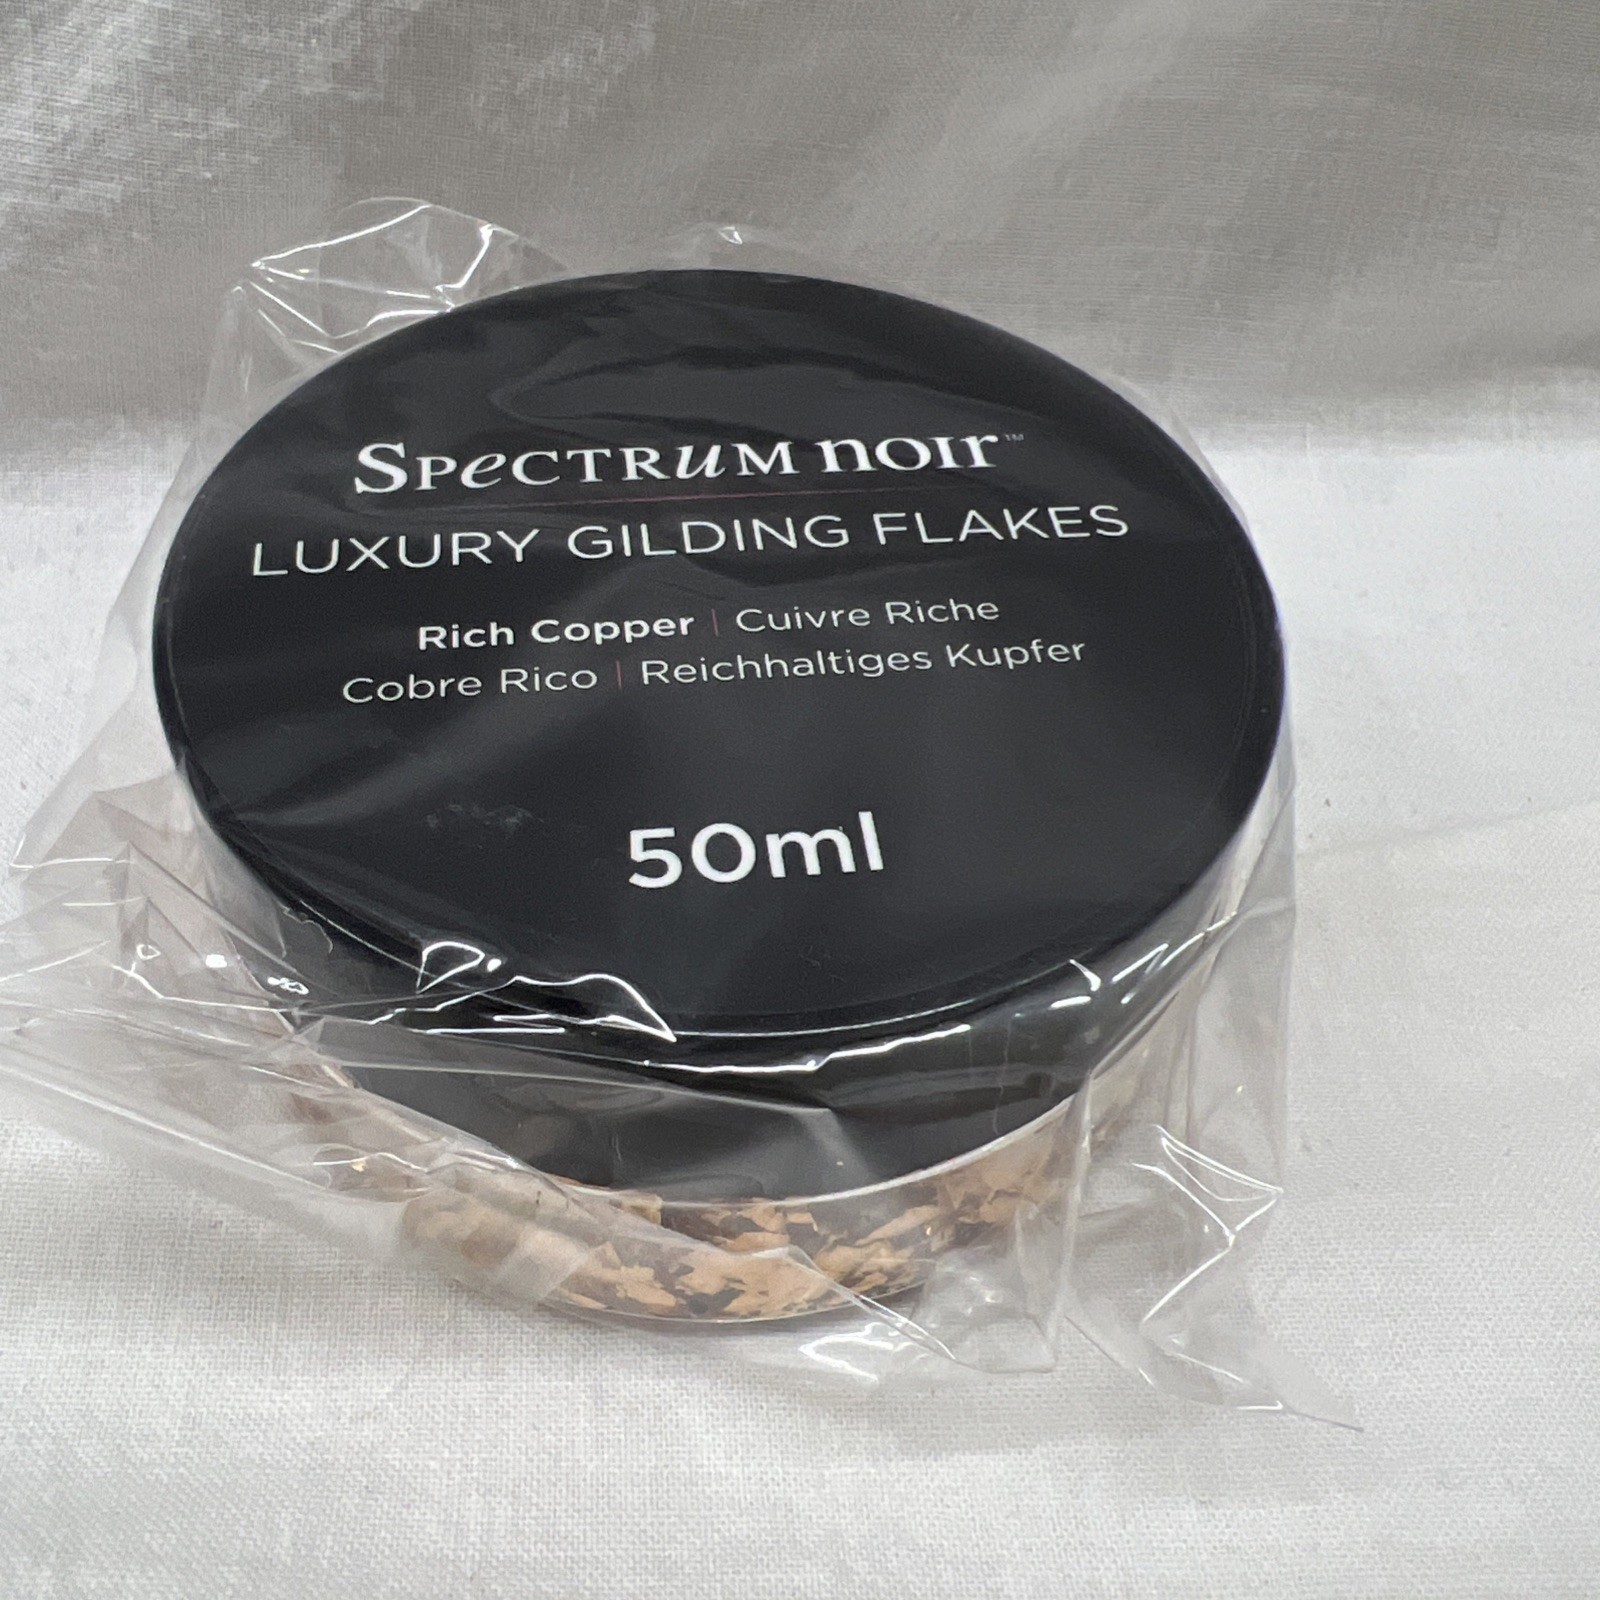 Spectrum noir™
LUXURY GILDING FLAKES
Rich Copper | Cuivre Riche
Cobre Rico | Reichhaltiges Kupfer
50ml